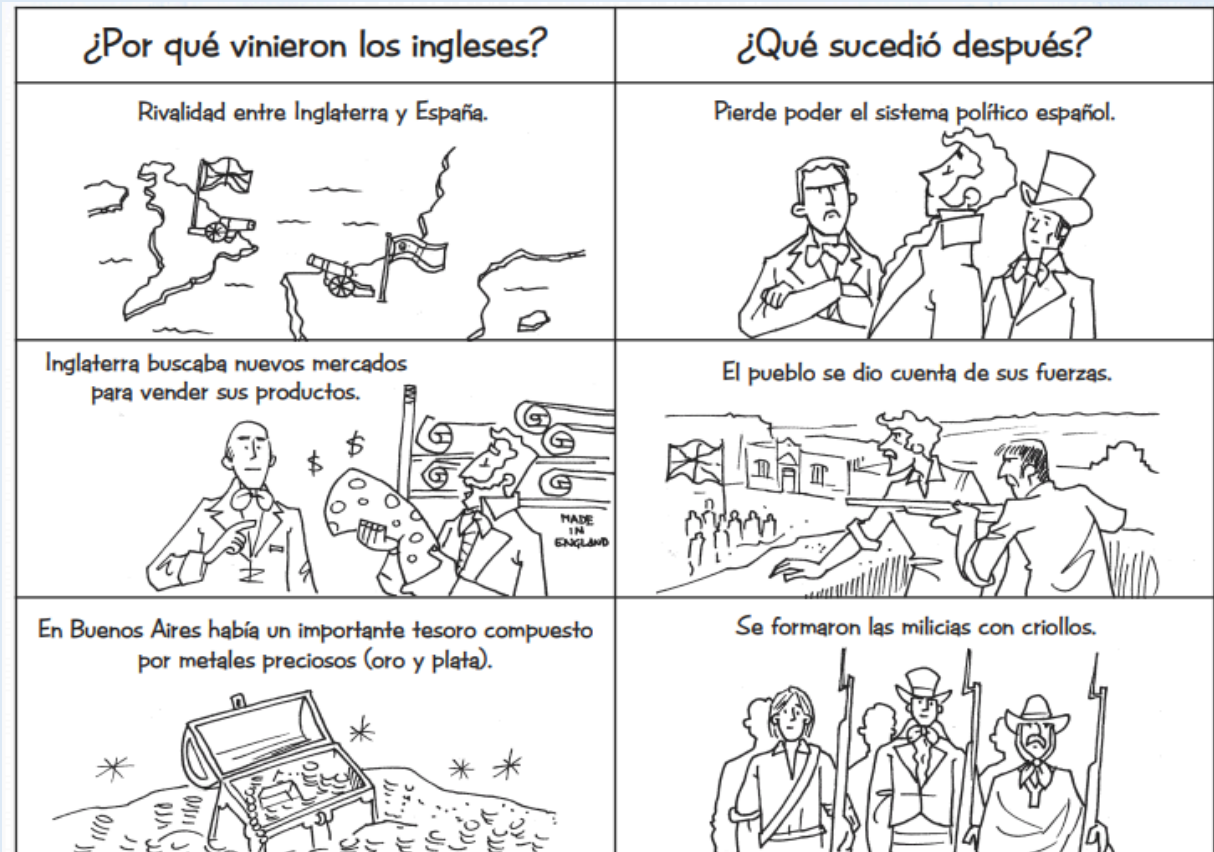 ¿Por qué vinieron los ingleses?
¿Qué sucedió después?
Rivalidad entre Inglaterra y España.
Pierde poder el sistema político español.
Inglaterra buscaba nuevos mercados
para vender sus productos.
$
$
MADE
IN
ENGLAND
El pueblo se dio cuenta de sus fuerzas.
En Buenos Aires había un importante tesoro compuesto
por metales preciosos (oro y plata).
Se formaron las milicias con criollos.